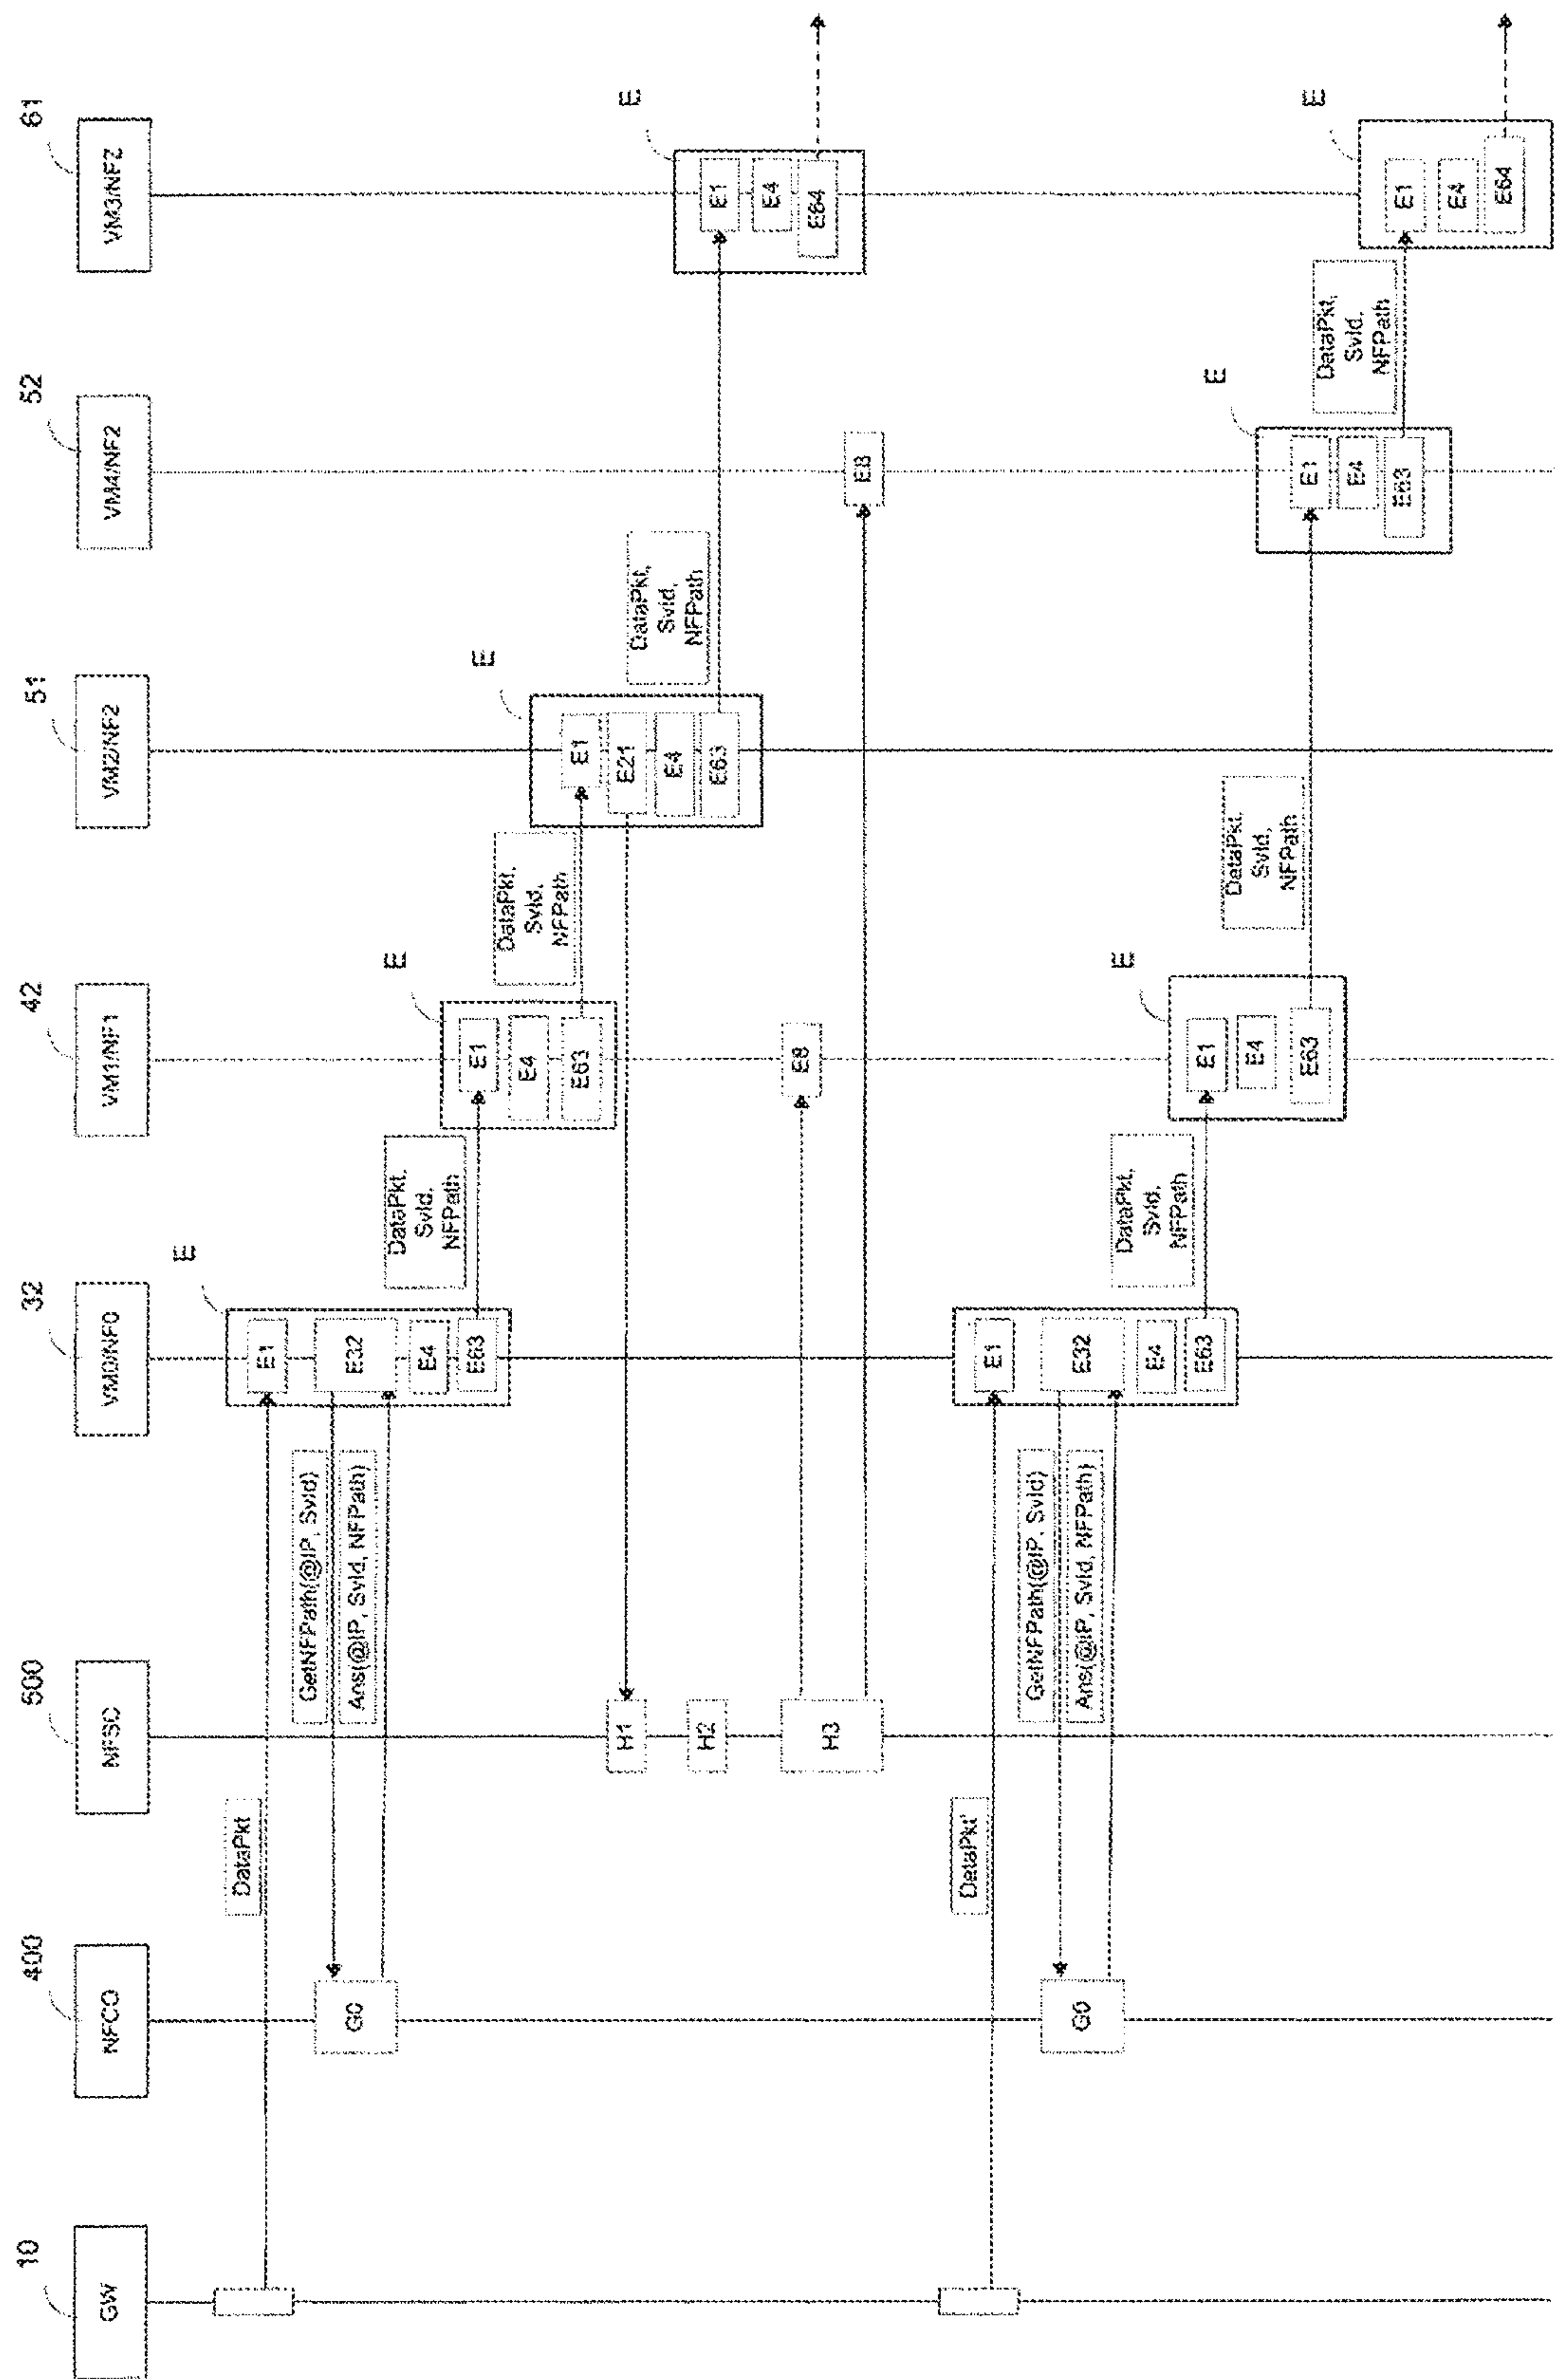 10
400
500
32
42
51
52
61
GW
NFCO
NFSC
VM0/NF0
VM1/NF1
VM2/NF2
VM4/NF2
VM3/NFZ
E
DataPkt
E1
GetNFPath(@IP, SvId)
G0
E32
Ans(@IP, SvId, NFPath)
E4
E63
DataPkt,
SvId,
NFPath
E
E1
E4
E63
DataPkt,
SvId,
NFPath
E
E1
E21
E4
E63
H1
DataPkt,
SvId,
NFPath
E
E1
E4
E64
H2
H3
E8
E8
DataPkt'
E1
GetNFPath(@IP, SvId)
G0
E32
Ans(@IP, SvId, NFPath)
E4
E63
DataPkt,
SvId,
NFPath
E
E1
E4
E63
DataPkt,
SvId,
NFPath
E
E1
E4
E63
DataPkt,
SvId,
NFPath
E
E1
E4
E64